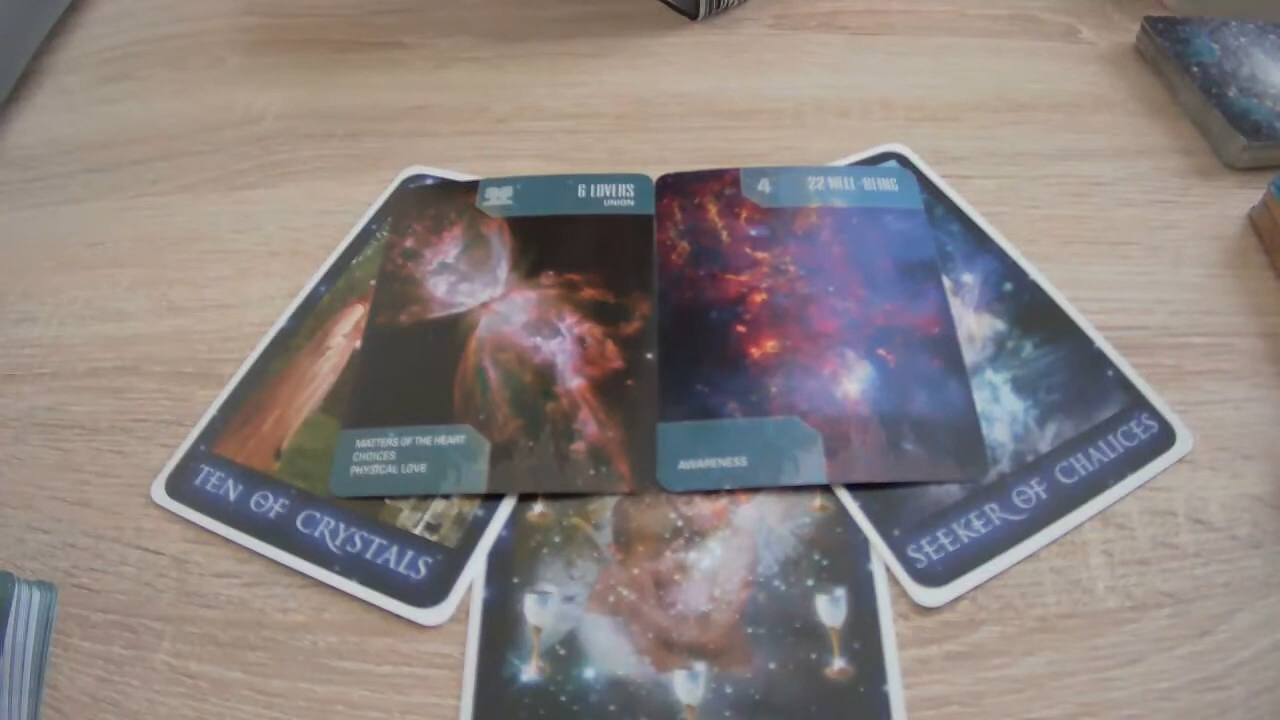 6 LOVERS
UNION
MATTERS OF THE HEART
CHOICES
PHYSICAL LOVE
4
22 WELL-BEING
AWARENESS
TEN OF CRYSTALS
SEEKER OF CHALICES